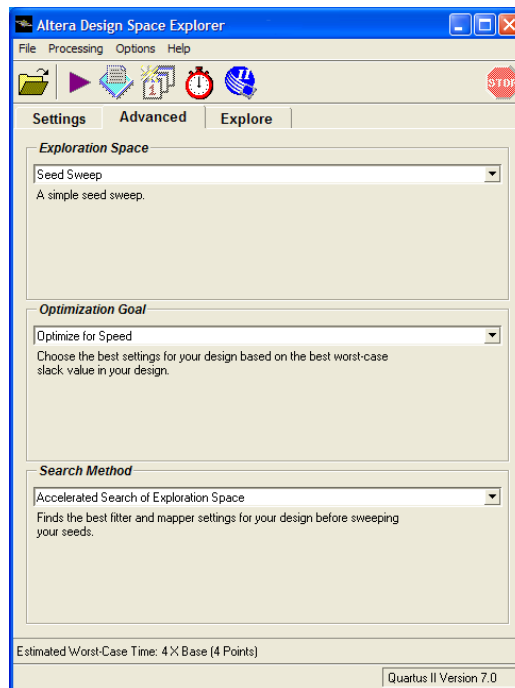 Altera Design Space Explorer
File Processing Options Help
II
1
STOP
Settings Advanced Explore
Exploration Space
Seed Sweep
A simple seed sweep.
Optimization Goal
Optimize for Speed
Choose the best settings for your design based on the best worst-case
slack value in your design.
Search Method
Accelerated Search of Exploration Space
Finds the best fitter and mapper settings for your design before sweeping
your seeds.
Estimated Worst-Case Time: 4 X Base (4 Points)
Quartus II Version 7.0